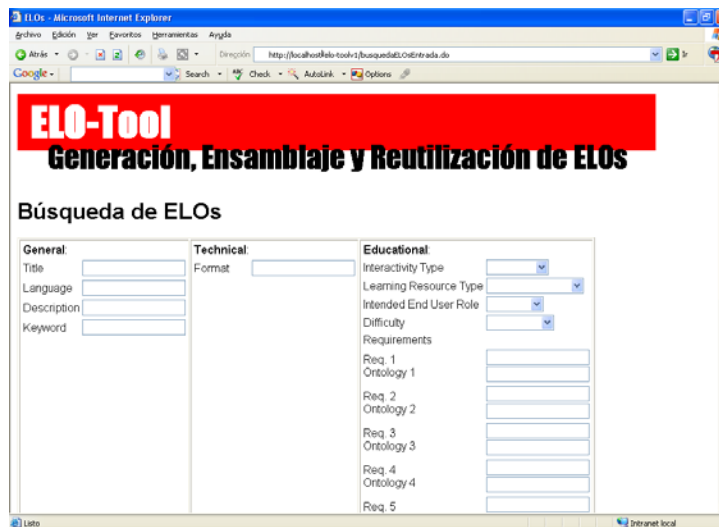 ELOs - Microsoft Internet Explorer
Archivo Edición Ver Favoritos Herramientas Ayuda
Atrás Dirección http://localhost/elo-toolv1/busquedaELOsEntrada.do Ir
Google Search Check AutoLink Options
ELO-Tool
Generación, Ensamblaje y Reutilización de ELOs
Búsqueda de ELOs
General: Technical: Educational:
Title Format Interactivity Type
Language Learning Resource Type
Description Intended End User Role
Keyword Difficulty
Requirements
Req. 1
Ontology 1
Req. 2
Ontology 2
Req. 3
Ontology 3
Req. 4
Ontology 4
Req. 5
Listo Intranet local